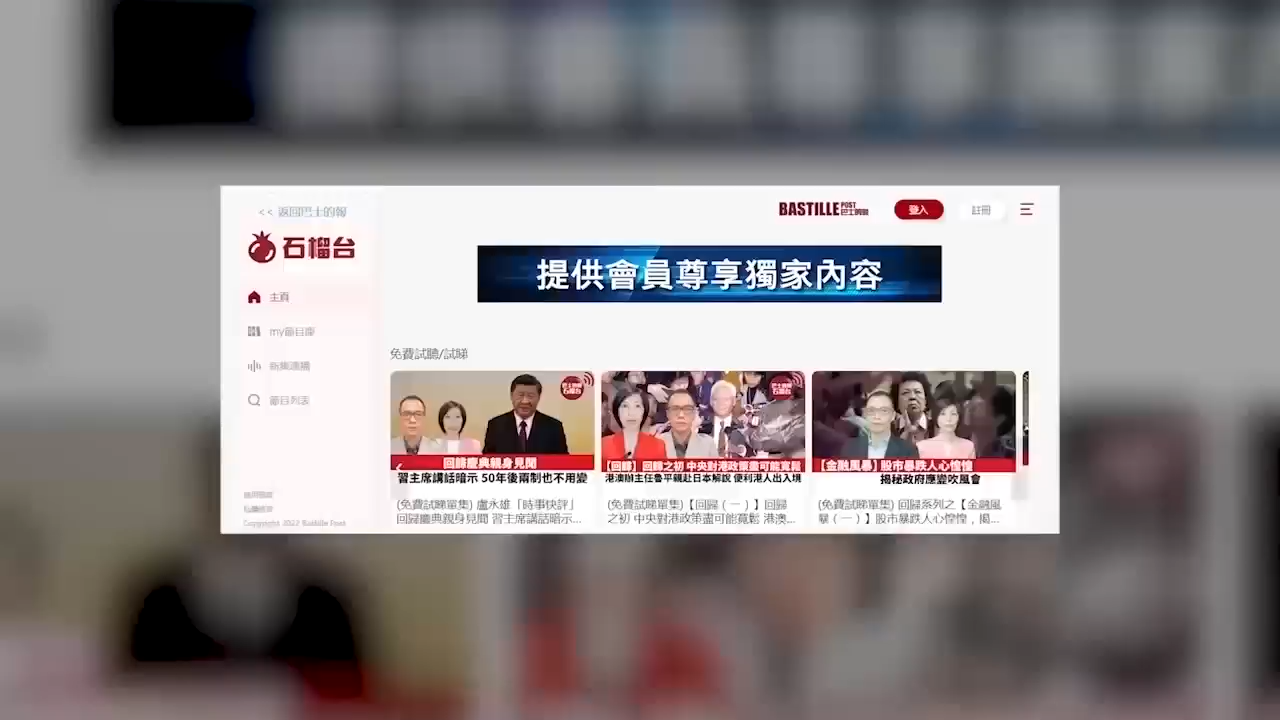 << 返回巴士的報
石榴台
主頁
my節目庫
新集連播
節目列表
Copyright 2022 Bastille Post
BASTILLE POST 巴士的報
登入
註冊
提供會員尊享獨家內容
免費試聽/試睇
回歸慶典親身見聞
習主席講話暗示 50年後兩制也不用變
(免費試睇單集) 盧永雄「時事快評」
回歸慶典親身見聞 習主席講話暗示...
【回歸】回歸之初 中央對港政策盡可能寬鬆
港澳辦主任魯平親赴日本解說 便利港人出入境
(免費試睇單集)【回歸（一）】回歸
之初 中央對港政策盡可能寬鬆 港澳...
【金融風暴】股市暴跌人心惶惶
揭秘政府應變吹風會
(免費試睇單集) 回歸系列之【金融風
暴（一）】股市暴跌人心惶惶，揭...